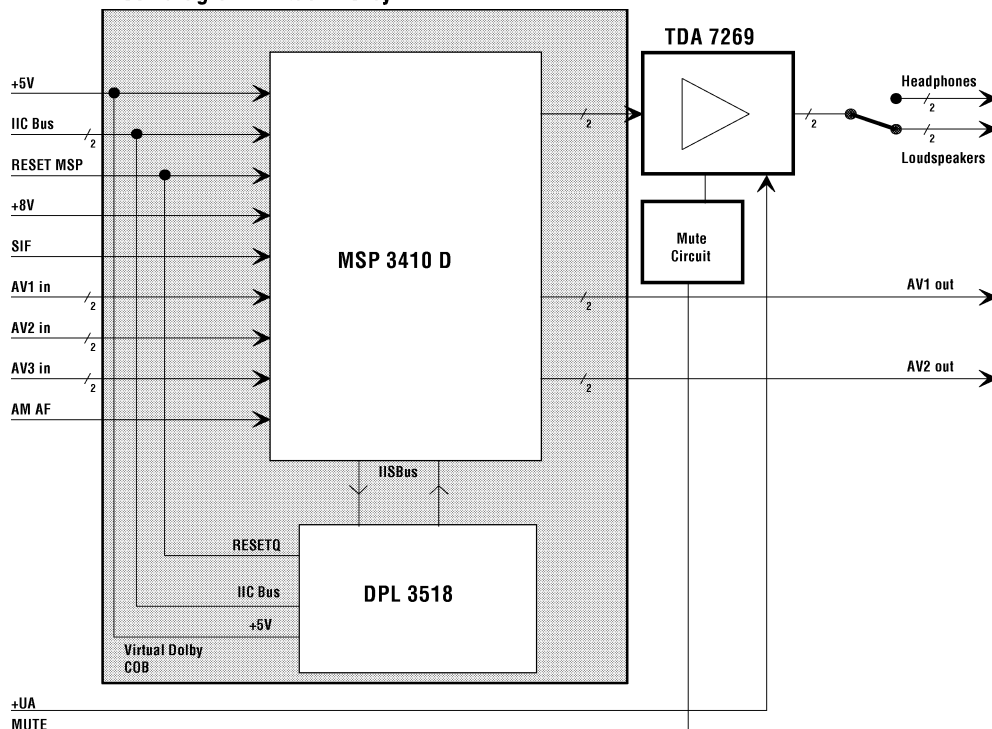 TDA 7269
+5V
Headphones
2
IIC Bus
2
2
2
2
2
RESET MSP
Loudspeakers
+8V
Mute
Circuit
SIF
MSP 3410 D
AV1 in
2
2
AV1 out
AV2 in
2
AV3 in
2
2
AV2 out
AM AF
IISBus
RESETQ
IIC Bus
DPL 3518
+5V
Virtual Dolby
COB
+UA
MUTE